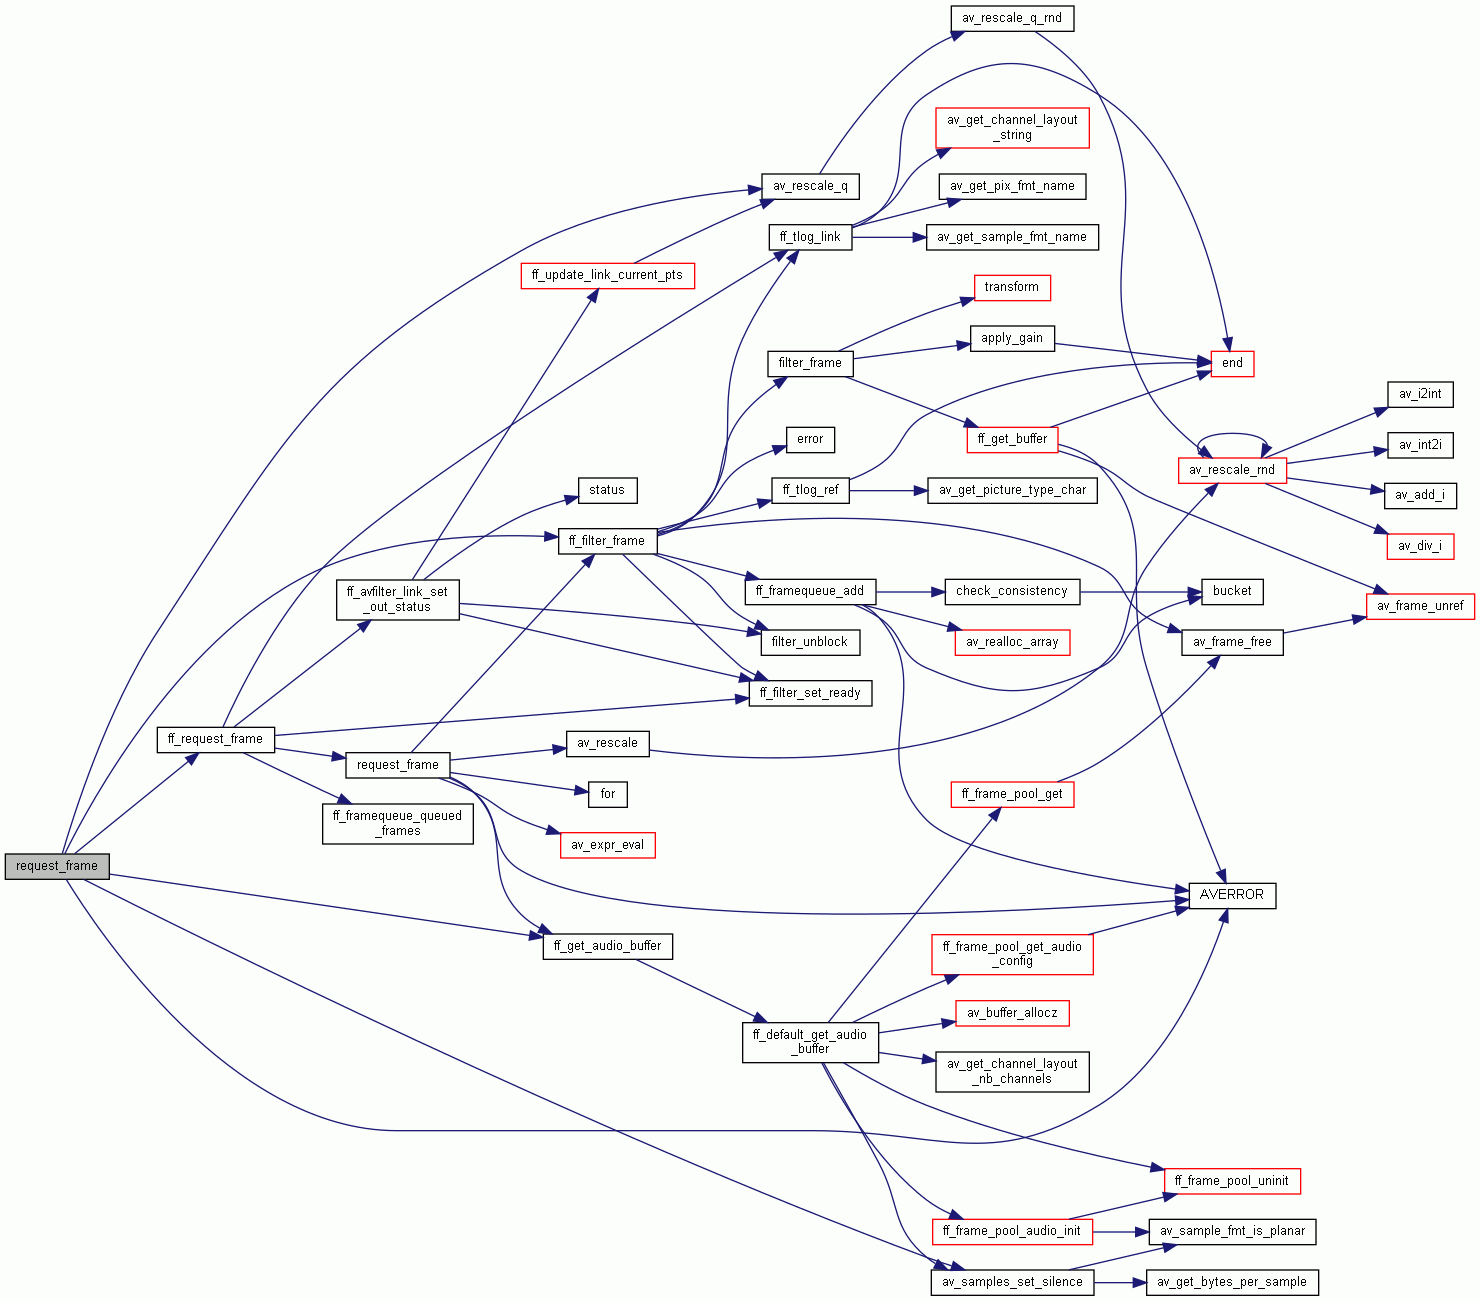 av_rescale_q_rnd
av_get_channel_layout
_string
av_rescale_q
av_get_pix_fmt_name
ff_tlog_link
av_get_sample_fmt_name
ff_update_link_current_pts
transform
apply_gain
filter_frame
end
av_i2int
error
ff_get_buffer
av_int2i
av_rescale_rnd
status
ff_tlog_ref
av_get_picture_type_char
av_add_i
ff_filter_frame
av_div_i
ff_avfilter_link_set
_out_status
ff_framequeue_add
check_consistency
bucket
av_frame_unref
filter_unblock
av_realloc_array
av_frame_free
ff_filter_set_ready
ff_request_frame
av_rescale
request_frame
for
ff_frame_pool_get
ff_framequeue_queued
_frames
av_expr_eval
request_frame
AVERROR
ff_get_audio_buffer
ff_frame_pool_get_audio
_config
av_buffer_allocz
ff_default_get_audio
_buffer
av_get_channel_layout
_nb_channels
ff_frame_pool_uninit
ff_frame_pool_audio_init
av_sample_fmt_is_planar
av_samples_set_silence
av_get_bytes_per_sample